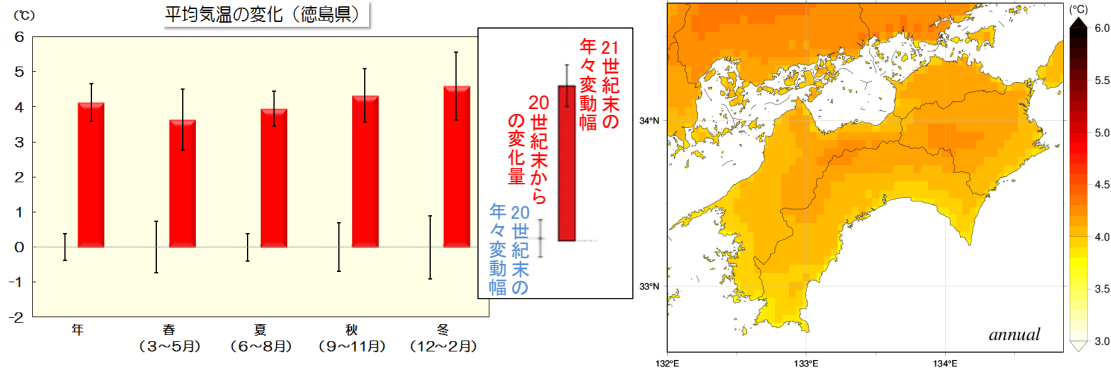 平均気温の変化（徳島県）
(℃)
6
5
4
3
2
1
0
-1
-2
年
春
（3～5月）
夏
（6～8月）
秋
（9～11月）
冬
（12～2月）
21世紀末の
年々変動幅
20世紀末から
の変化量
20世紀末の
年々変動幅
34°N
33°N
132°E
133°E
134°E
annual
(°C)
6.0
5.5
5.0
4.5
4.0
3.5
3.0